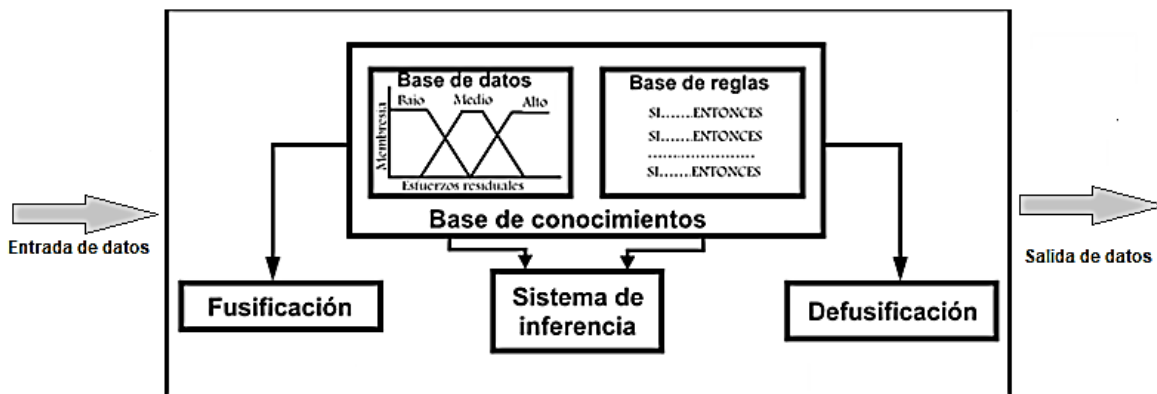 Base de datos
Bajo Medio Alto
Membresía
Esfuerzos residuales
Base de reglas
SI.......ENTONCES
SI.......ENTONCES
.......................
SI.......ENTONCES
Base de conocimientos
Entrada de datos
Salida de datos
Fusificación
Sistema de
inferencia
Defusificación